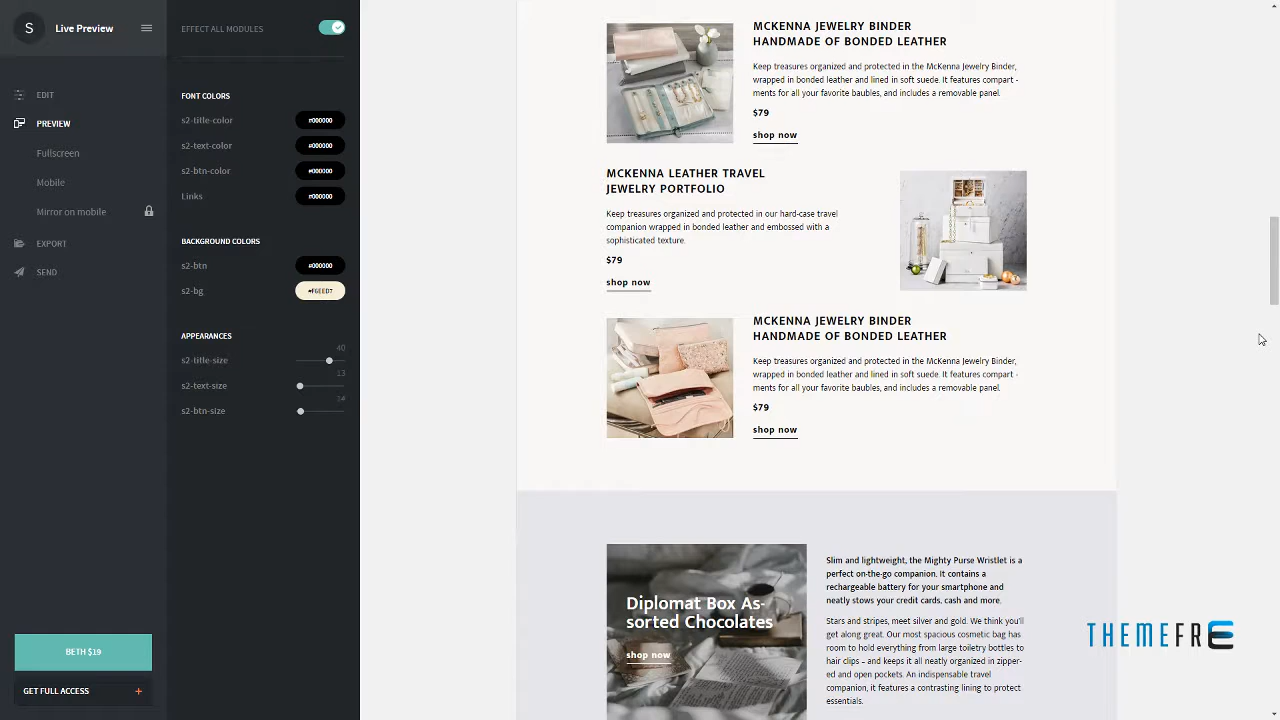 S
Live Preview
EDIT
PREVIEW
Fullscreen
Mobile
Mirror on mobile
EXPORT
SEND
BETH $19
GET FULL ACCESS +
EFFECT ALL MODULES
FONT COLORS
s2-title-color #000000
s2-text-color #000000
s2-btn-color #000000
Links #000000
BACKGROUND COLORS
s2-btn #000000
s2-bg #F6EED7
APPEARANCES
40
s2-title-size
13
s2-text-size
14
s2-btn-size
MCKENNA JEWELRY BINDER
HANDMADE OF BONDED LEATHER
Keep treasures organized and protected in the McKenna Jewelry Binder,
wrapped in bonded leather and lined in soft suede. It features compart -
ments for all your favorite baubles, and includes a removable panel.
$79
shop now
MCKENNA LEATHER TRAVEL
JEWELRY PORTFOLIO
Keep treasures organized and protected in our hard-case travel
companion wrapped in bonded leather and embossed with a
sophisticated texture.
$79
shop now
MCKENNA JEWELRY BINDER
HANDMADE OF BONDED LEATHER
Keep treasures organized and protected in the McKenna Jewelry Binder,
wrapped in bonded leather and lined in soft suede. It features compart -
ments for all your favorite baubles, and includes a removable panel.
$79
shop now
Diplomat Box As-
sorted Chocolates
shop now
Slim and lightweight, the Mighty Purse Wristlet is a
perfect on-the-go companion. It contains a
rechargeable battery for your smartphone and
neatly stows your credit cards, cash and more.
Stars and stripes, meet silver and gold. We think you'll
get along great. Our most spacious cosmetic bag has
room to hold everything from large toiletry bottles to
hair clips – and keeps it all neatly organized in zipper-
ed and open pockets. An indispensable travel
companion, it features a contrasting lining to protect
essentials.
THEMEFRE